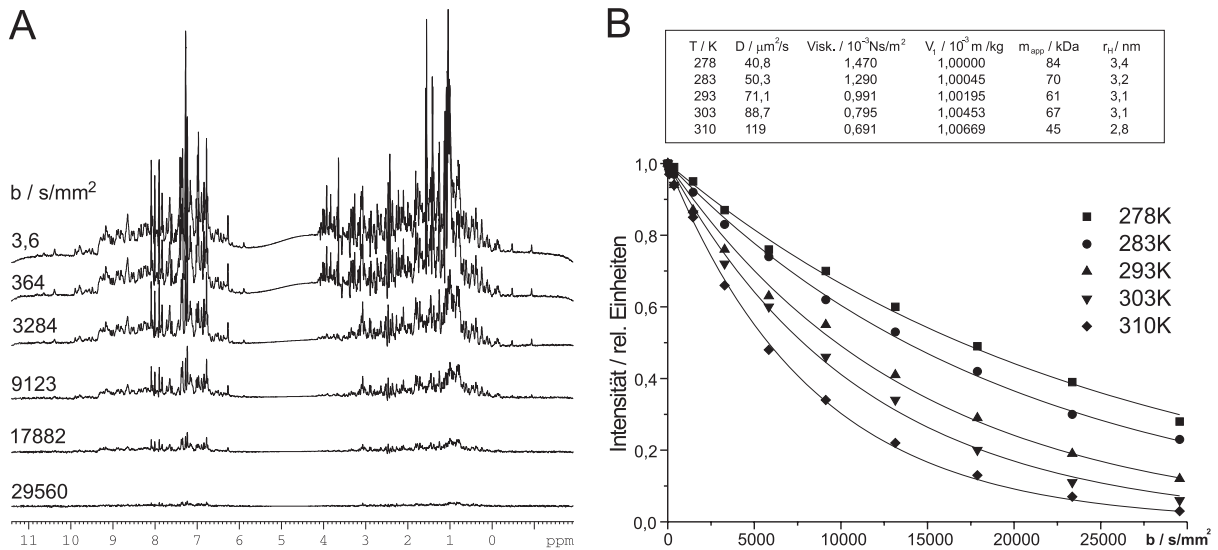 A
b / s/mm²
3,6
364
3284
9123
17882
29560
11 10 9 8 7 6 5 4 3 2 1 0 ppm
B
T / K D / μm²/s Visk. / 10⁻³Ns/m² V₁ / 10⁻³ m /kg m_app / kDa r_H / nm
278 40,8 1,470 1,00000 84 3,4
283 50,3 1,290 1,00045 70 3,2
293 71,1 0,991 1,00195 61 3,1
303 88,7 0,795 1,00453 67 3,1
310 119 0,691 1,00669 45 2,8
Intensität / rel. Einheiten
1,0
0,8
0,6
0,4
0,2
0,0
278K
283K
293K
303K
310K
0 5000 10000 15000 20000 25000 b / s/mm²